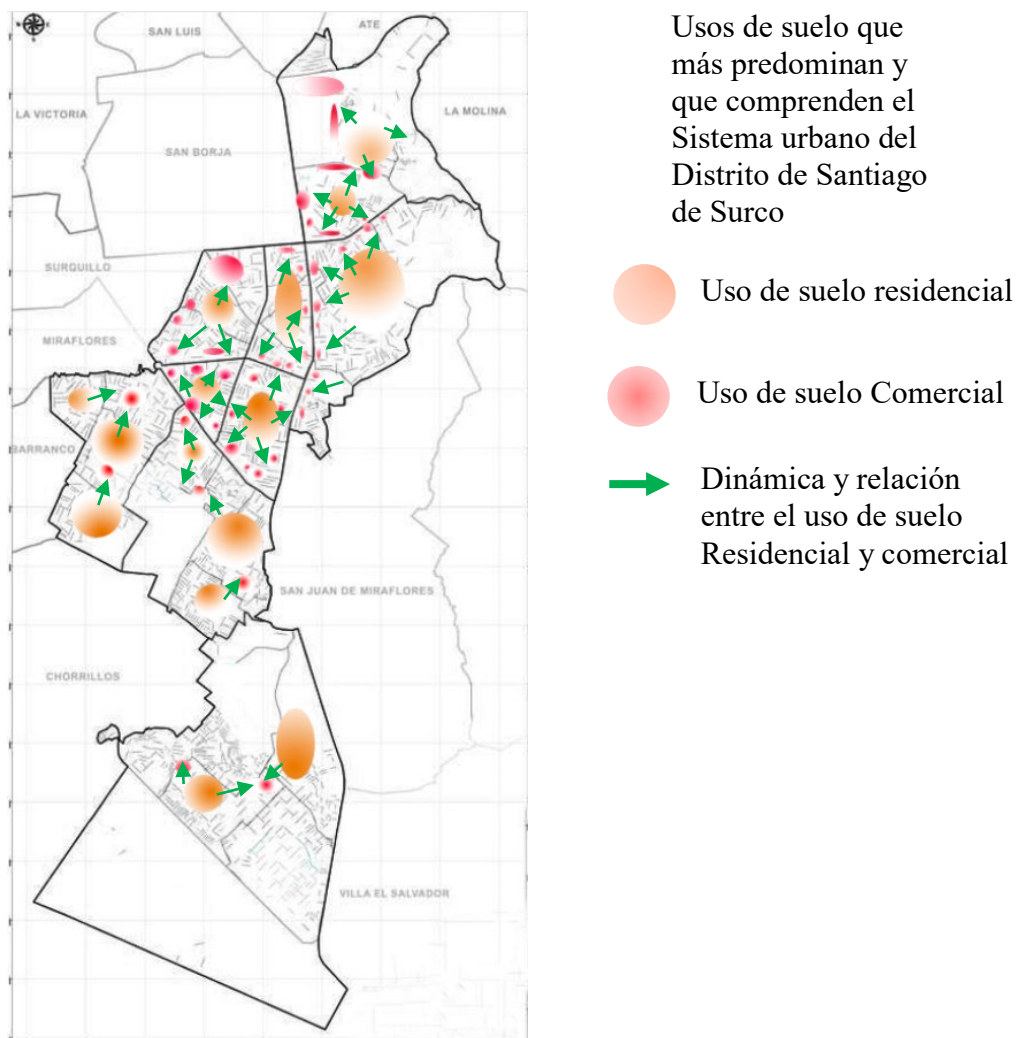 SAN LUIS
ATE
LA VICTORIA
LA MOLINA
SAN BORJA
SURQUILLO
MIRAFLORES
BARRANCO
SAN JUAN DE MIRAFLORES
CHORRILLOS
VILLA EL SALVADOR
Usos de suelo que
más predominan y
que comprenden el
Sistema urbano del
Distrito de Santiago
de Surco
Uso de suelo residencial
Uso de suelo Comercial
Dinámica y relación
entre el uso de suelo
Residencial y comercial